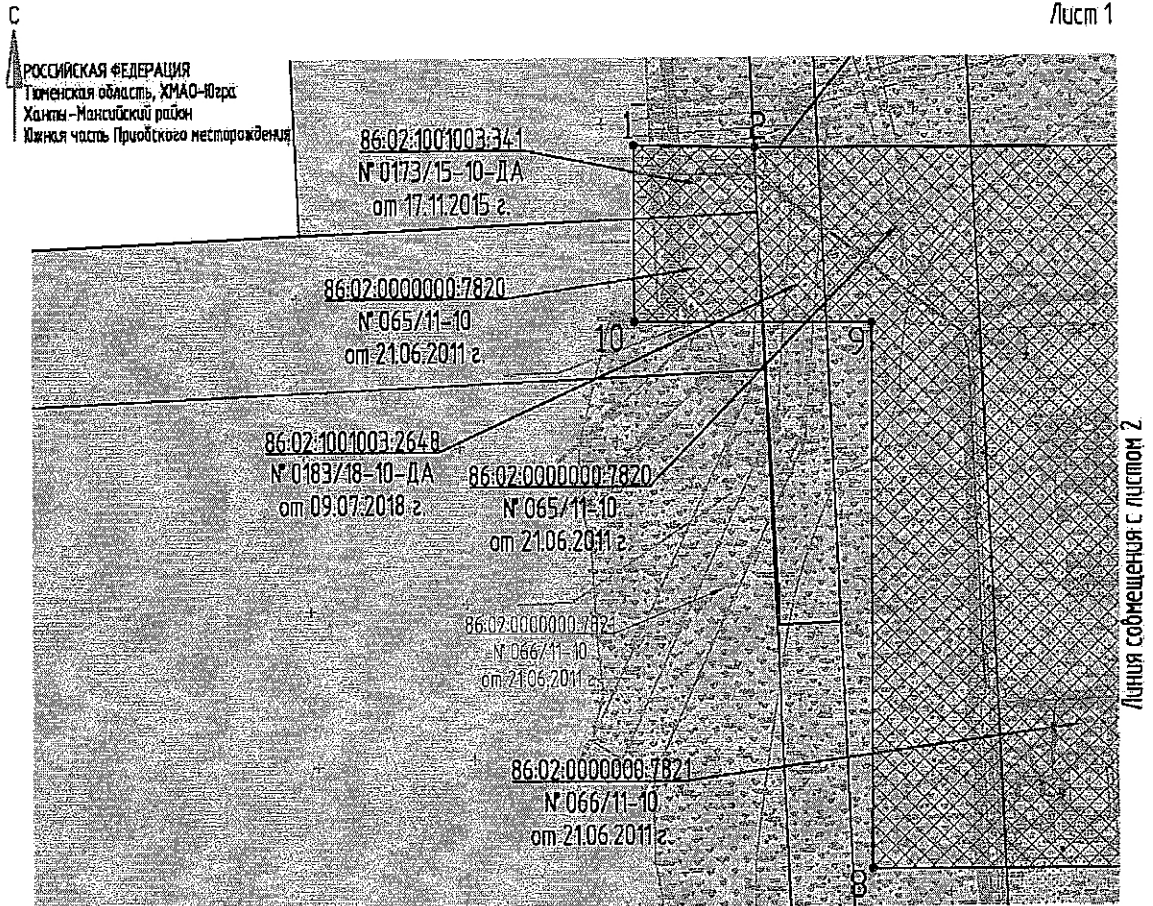 Лист 1
С
РОССИЙСКАЯ ФЕДЕРАЦИЯ
Тюменская область, ХМАО-Югра
Ханты-Мансийский район
Южная часть Приобского месторождения
1
2
86:02:1001003:341
№ 0173/15-10-ДА
от 17.11.2015 г.
86:02:0000000:7820
№ 065/11-10
от 21.06.2011 г.
10
9
86:02:1001003:2648
№ 0183/18-10-ДА
от 09.07.2018 г.
86:02:0000000:7820
№ 065/11-10
от 21.06.2011 г.
86:02:0000000:7821
№ 066/11-10
от 21.06.2011 г.
86:02:0000000:7821
№ 066/11-10
от 21.06.2011 г.
8
Линия совмещения с листом 2